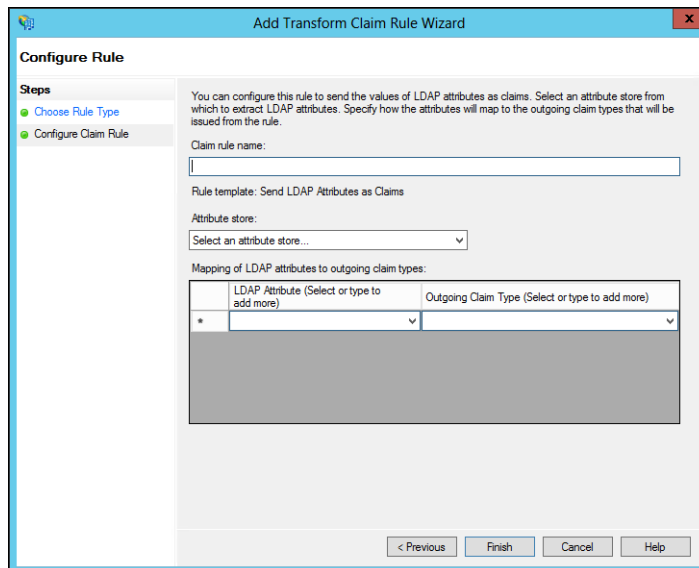 Add Transform Claim Rule Wizard
x
Configure Rule
Steps
Choose Rule Type
Configure Claim Rule
You can configure this rule to send the values of LDAP attributes as claims. Select an attribute store from
which to extract LDAP attributes. Specify how the attributes will map to the outgoing claim types that will be
issued from the rule.
Claim rule name:
Rule template: Send LDAP Attributes as Claims
Attribute store:
Select an attribute store...
Mapping of LDAP attributes to outgoing claim types:
LDAP Attribute (Select or type to
add more)
Outgoing Claim Type (Select or type to add more)
*
< Previous
Finish
Cancel
Help